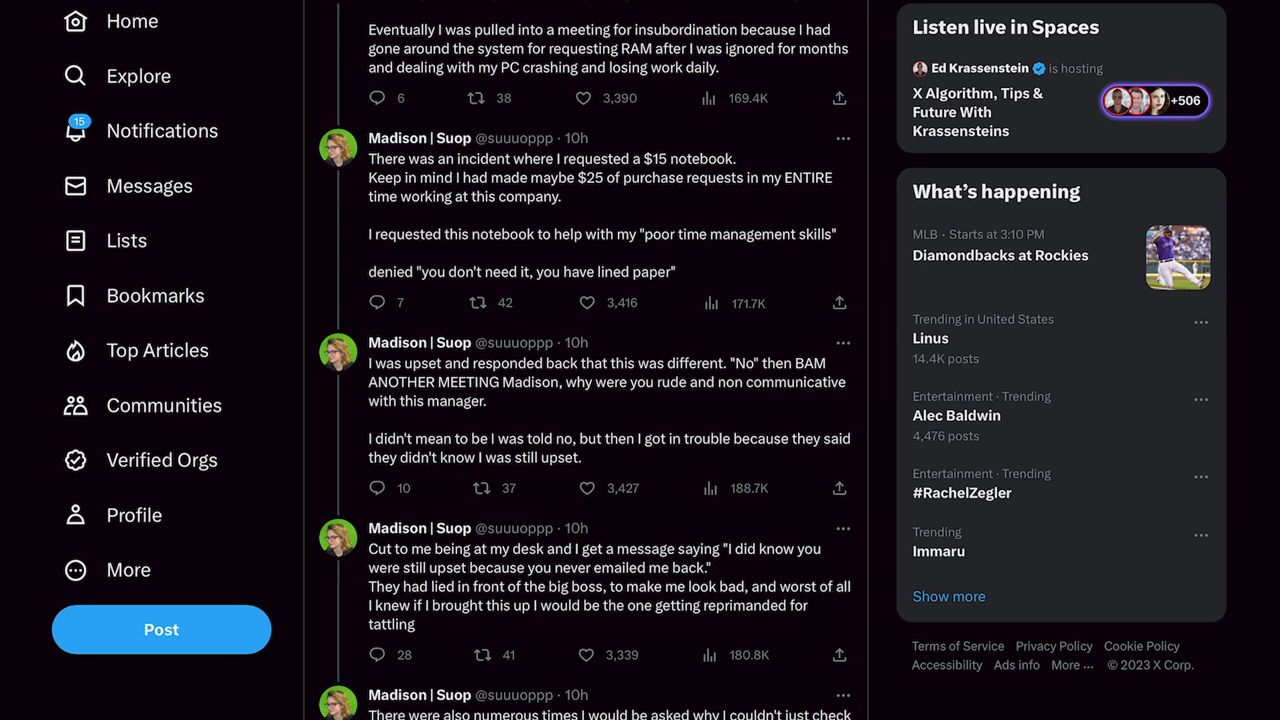 Home
Explore
15
Notifications
Messages
Lists
Bookmarks
Top Articles
Communities
Verified Orgs
Profile
More
Post
Eventually I was pulled into a meeting for insubordination because I had
gone around the system for requesting RAM after I was ignored for months
and dealing with my PC crashing and losing work daily.
6 38 3,390 169.4K
Madison | Suop @suuuoppp · 10h
There was an incident where I requested a $15 notebook.
Keep in mind I had made maybe $25 of purchase requests in my ENTIRE
time working at this company.
I requested this notebook to help with my "poor time management skills"
denied "you don't need it, you have lined paper"
7 42 3,416 171.7K
Madison | Suop @suuuoppp · 10h
I was upset and responded back that this was different. "No" then BAM
ANOTHER MEETING Madison, why were you rude and non communicative
with this manager.
I didn't mean to be I was told no, but then I got in trouble because they said
they didn't know I was still upset.
10 37 3,427 188.7K
Madison | Suop @suuuoppp · 10h
Cut to me being at my desk and I get a message saying "I did know you
were still upset because you never emailed me back."
They had lied in front of the big boss, to make me look bad, and worst of all
I knew if I brought this up I would be the one getting reprimanded for
tattling
28 41 3,339 180.8K
Madison | Suop @suuuoppp · 10h
There were also numerous times I would be asked why I couldn't just check
Listen live in Spaces
Ed Krassenstein is hosting
X Algorithm, Tips &
Future With
Krassensteins
+506
What's happening
MLB · Starts at 3:10 PM
Diamondbacks at Rockies
Trending in United States
Linus
14.4K posts
Entertainment · Trending
Alec Baldwin
4,476 posts
Entertainment · Trending
#RachelZegler
Trending
Immaru
Show more
Terms of Service Privacy Policy Cookie Policy
Accessibility Ads info More ··· © 2023 X Corp.